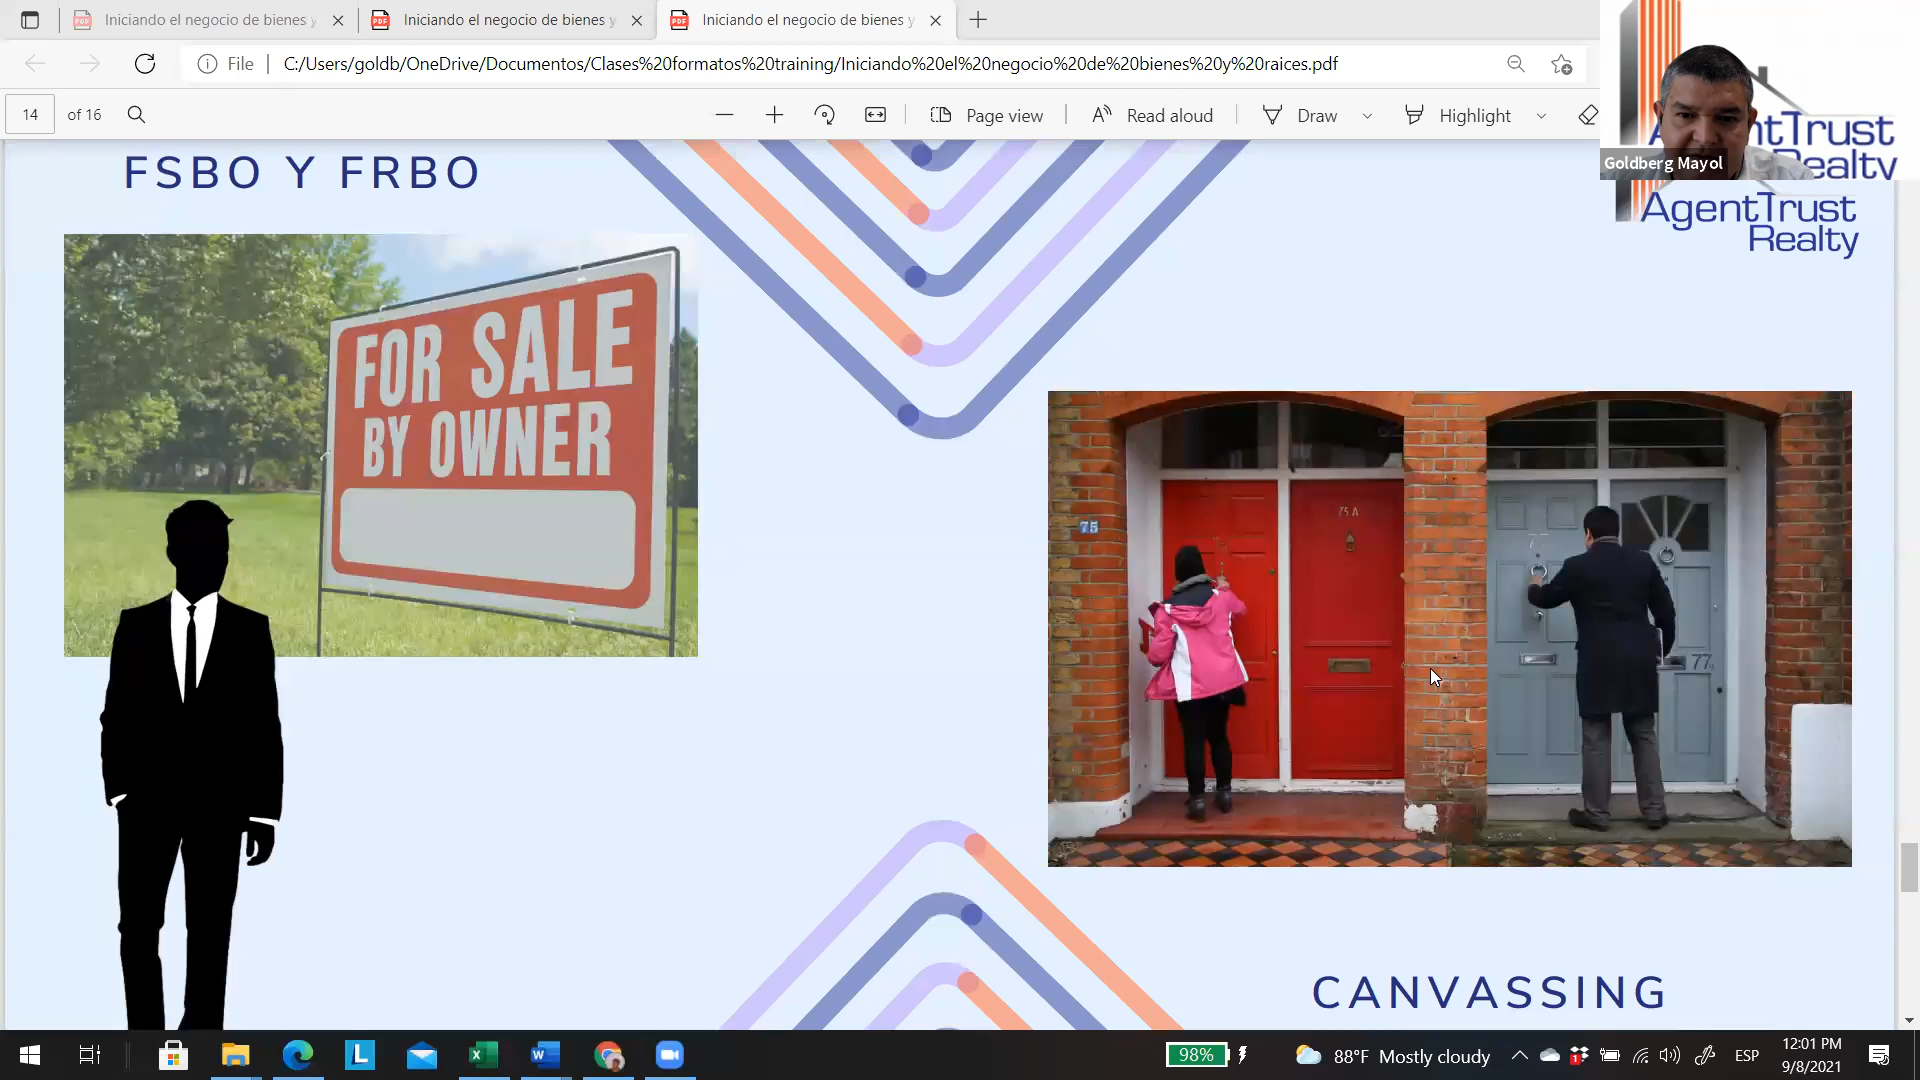 Iniciando el negocio de bienes y
Iniciando el negocio de bienes y
Iniciando el negocio de bienes y
File
C:/Users/goldb/OneDrive/Documentos/Clases%20formatos%20training/Iniciando%20el%20negocio%20de%20bienes%20y%20raices.pdf
14 of 16
Page view
Read aloud
Draw
Highlight
Goldberg Mayol
AgentTrust
Realty
FSBO Y FRBO
FOR SALE
BY OWNER
75
75 A
77
CANVASSING
98%
88°F Mostly cloudy
ESP
12:01 PM
9/8/2021